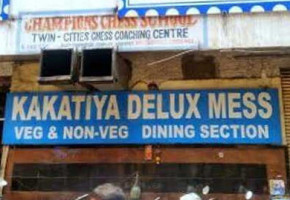 CHAMPIONS CHESS SCHOOL
TWIN - CITIES CHESS COACHING CENTRE
KAKATIYA DELUX MESS
VEG & NON-VEG DINING SECTION